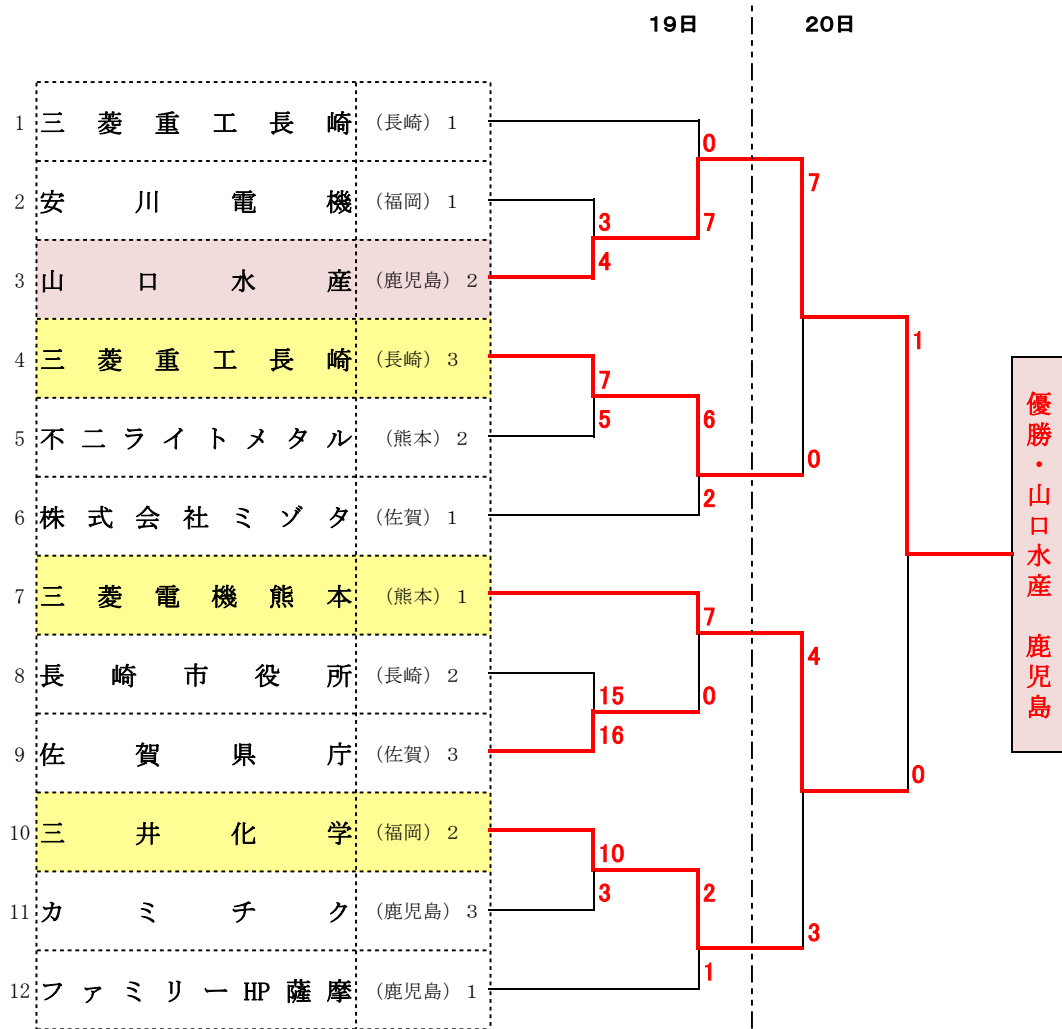 19日 20日
1 三菱重工長崎 (長崎) 1
0
7
2 安川電機 (福岡) 1
3
7
4
3 山口水産 (鹿児島) 2
4 三菱重工長崎 (長崎) 3
1
7
5
6
5 不二ライトメタル (熊本) 2
0
2
6 株式会社ミゾタ (佐賀) 1
優勝・山口水産 鹿児島
7 三菱電機熊本 (熊本) 1
7
4
8 長崎市役所 (長崎) 2
15
0
16
9 佐賀県庁 (佐賀) 3
0
10 三井化学 (福岡) 2
10
3
2
11 カミチク (鹿児島) 3
3
1
12 ファミリーHP薩摩 (鹿児島) 1